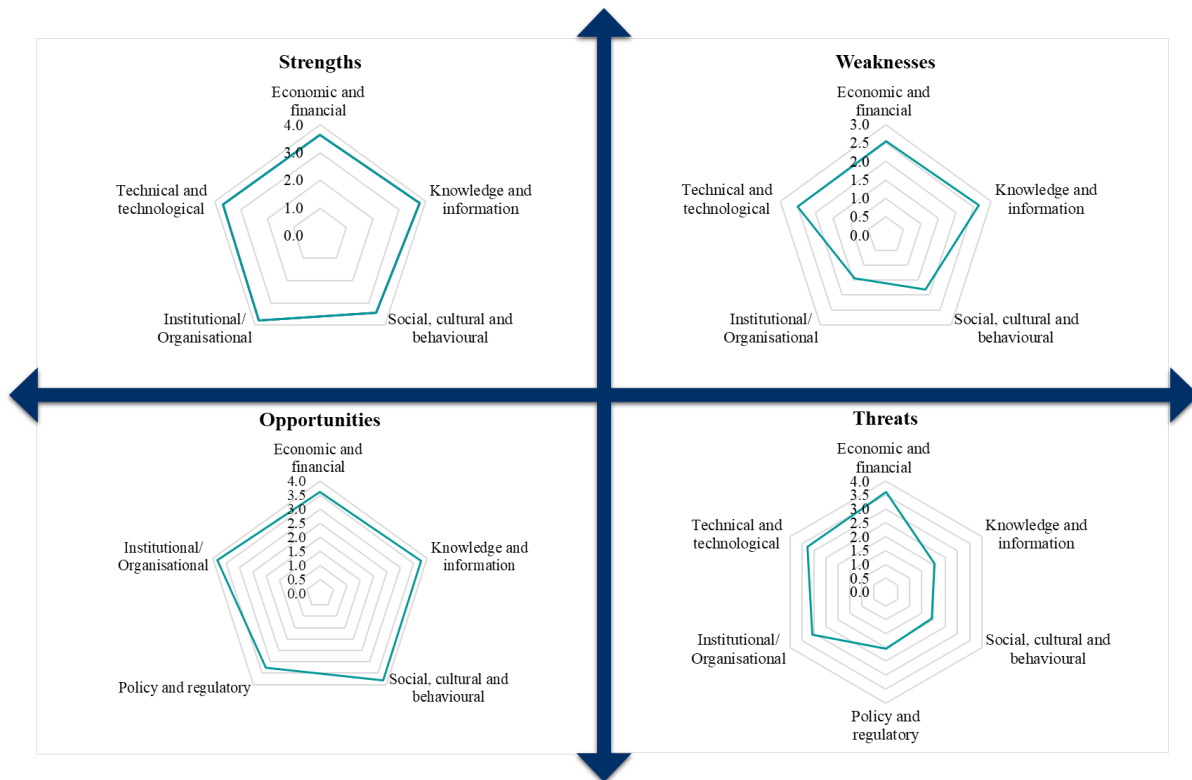 Strengths
Economic and
financial
4.0
3.0
2.0
1.0
0.0
Knowledge and
information
Social, cultural and
behavioural
Institutional/
Organisational
Technical and
technological
Weaknesses
Economic and
financial
3.0
2.5
2.0
1.5
1.0
0.5
0.0
Knowledge and
information
Social, cultural and
behavioural
Institutional/
Organisational
Technical and
technological
Opportunities
Economic and
financial
4.0
3.5
3.0
2.5
2.0
1.5
1.0
0.5
0.0
Knowledge and
information
Social, cultural and
behavioural
Policy and regulatory
Institutional/
Organisational
Threats
Economic and
financial
4.0
3.5
3.0
2.5
2.0
1.5
1.0
0.5
0.0
Knowledge and
information
Social, cultural and
behavioural
Policy and
regulatory
Institutional/
Organisational
Technical and
technological